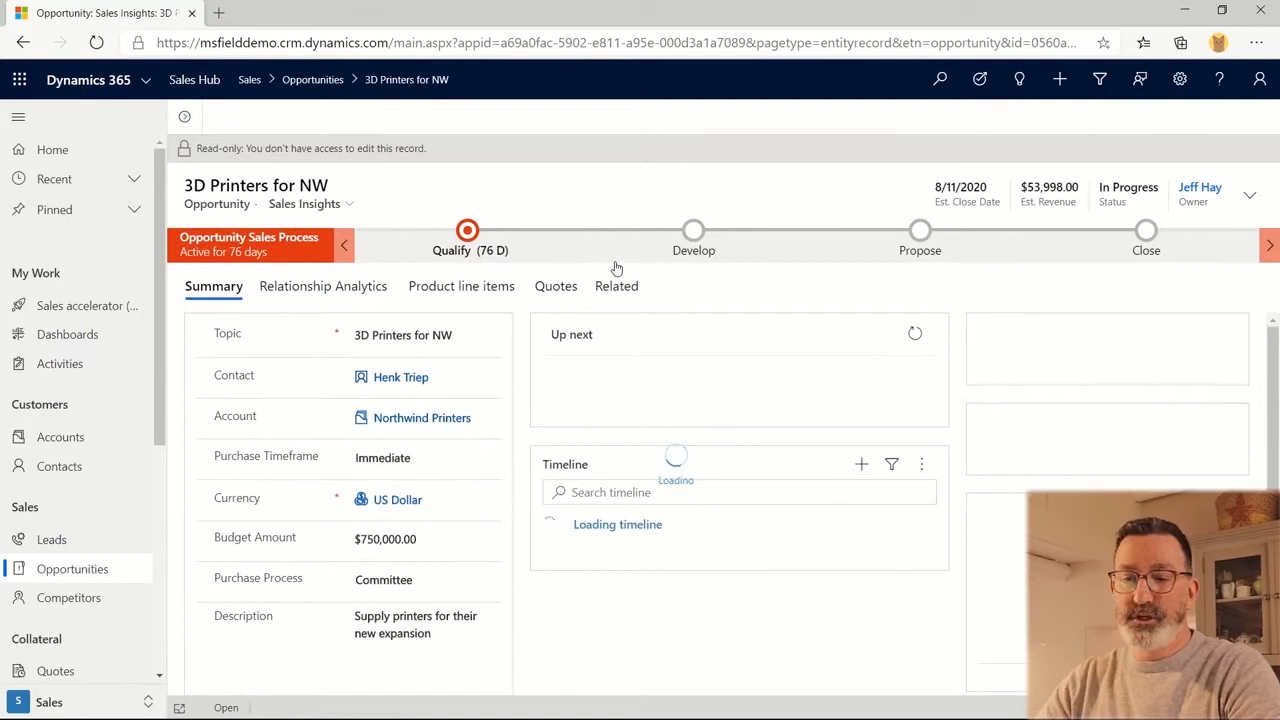 Opportunity: Sales Insights: 3D P
https://msfielddemo.crm.dynamics.com/main.aspx?appid=a69a0fac-5902-e811-a95e-000d3a1a7089&pagetype=entityrecord&etn=opportunity&id=0560a...
Dynamics 365
Sales Hub
Sales > Opportunities > 3D Printers for NW
Read-only: You don't have access to edit this record.
Home
Recent
Pinned
My Work
Sales accelerator (...
Dashboards
Activities
Customers
Accounts
Contacts
Sales
Leads
Opportunities
Competitors
Collateral
Quotes
S Sales
3D Printers for NW
Opportunity · Sales Insights
8/11/2020
Est. Close Date
$53,998.00
Est. Revenue
In Progress
Status
Jeff Hay
Owner
Opportunity Sales Process
Active for 76 days
Qualify (76 D)
Develop
Propose
Close
Summary
Relationship Analytics
Product line items
Quotes
Related
Topic * 3D Printers for NW
Contact Henk Triep
Account Northwind Printers
Purchase Timeframe Immediate
Currency * US Dollar
Budget Amount $750,000.00
Purchase Process Committee
Description Supply printers for their
new expansion
Up next
Timeline
Loading
Search timeline
Loading timeline
Open